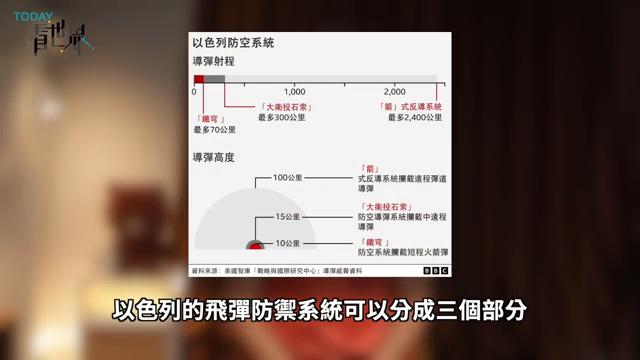 TODAY
看世界
以色列防空系統
導彈射程
0 1,000 2,000
「鐵穹」
最多70公里
「大衛投石索」
最多300公里
「箭」式反導系統
最多2,400公里
導彈高度
100公里
「箭」
式反導系統攔截遠程彈道
導彈
15公里
「大衛投石索」
防空導彈系統攔截中遠程
導彈
10公里
「鐵穹」
防空系統攔截短程火箭彈
資料來源：美國智庫「戰略與國際研究中心」導彈威脅資料
BBC
以色列的飛彈防禦系統可以分成三個部分